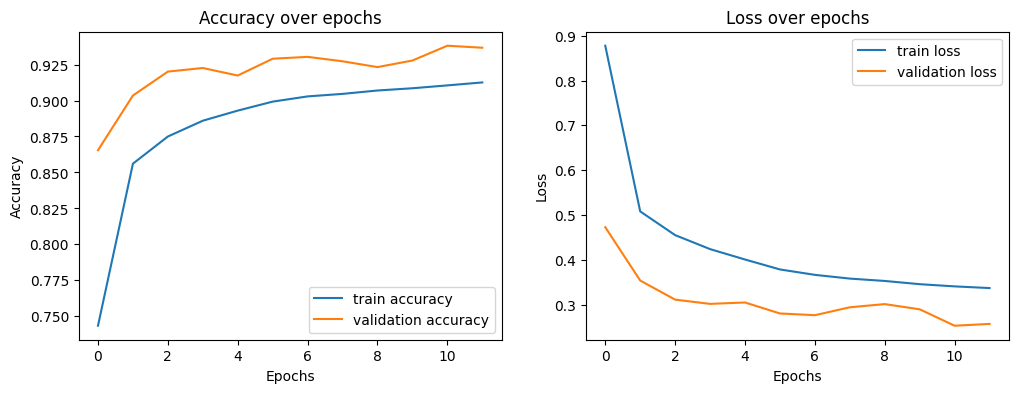 Accuracy over epochs
0.925
0.900
0.875
0.850
0.825
0.800
0.775
0.750
Accuracy
train accuracy
validation accuracy
0 2 4 6 8 10
Epochs
Loss over epochs
0.9
0.8
0.7
0.6
0.5
0.4
0.3
Loss
train loss
validation loss
0 2 4 6 8 10
Epochs